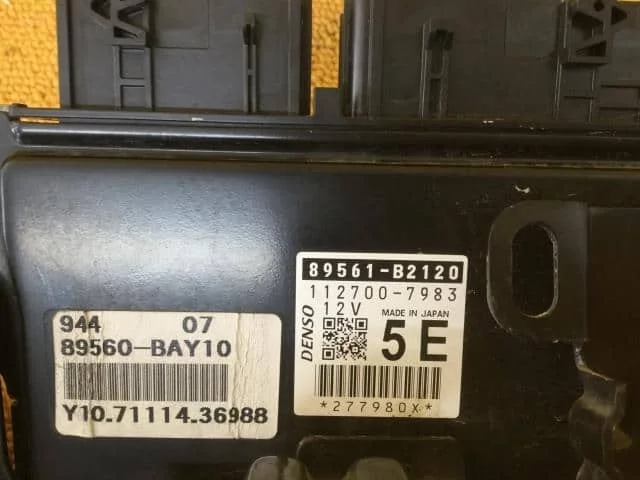 944 07
89560-BAY10
Y10.71114.36988
89561-B2120
112700-7983
12V MADE IN JAPAN
DENSO
5E
*277980X*